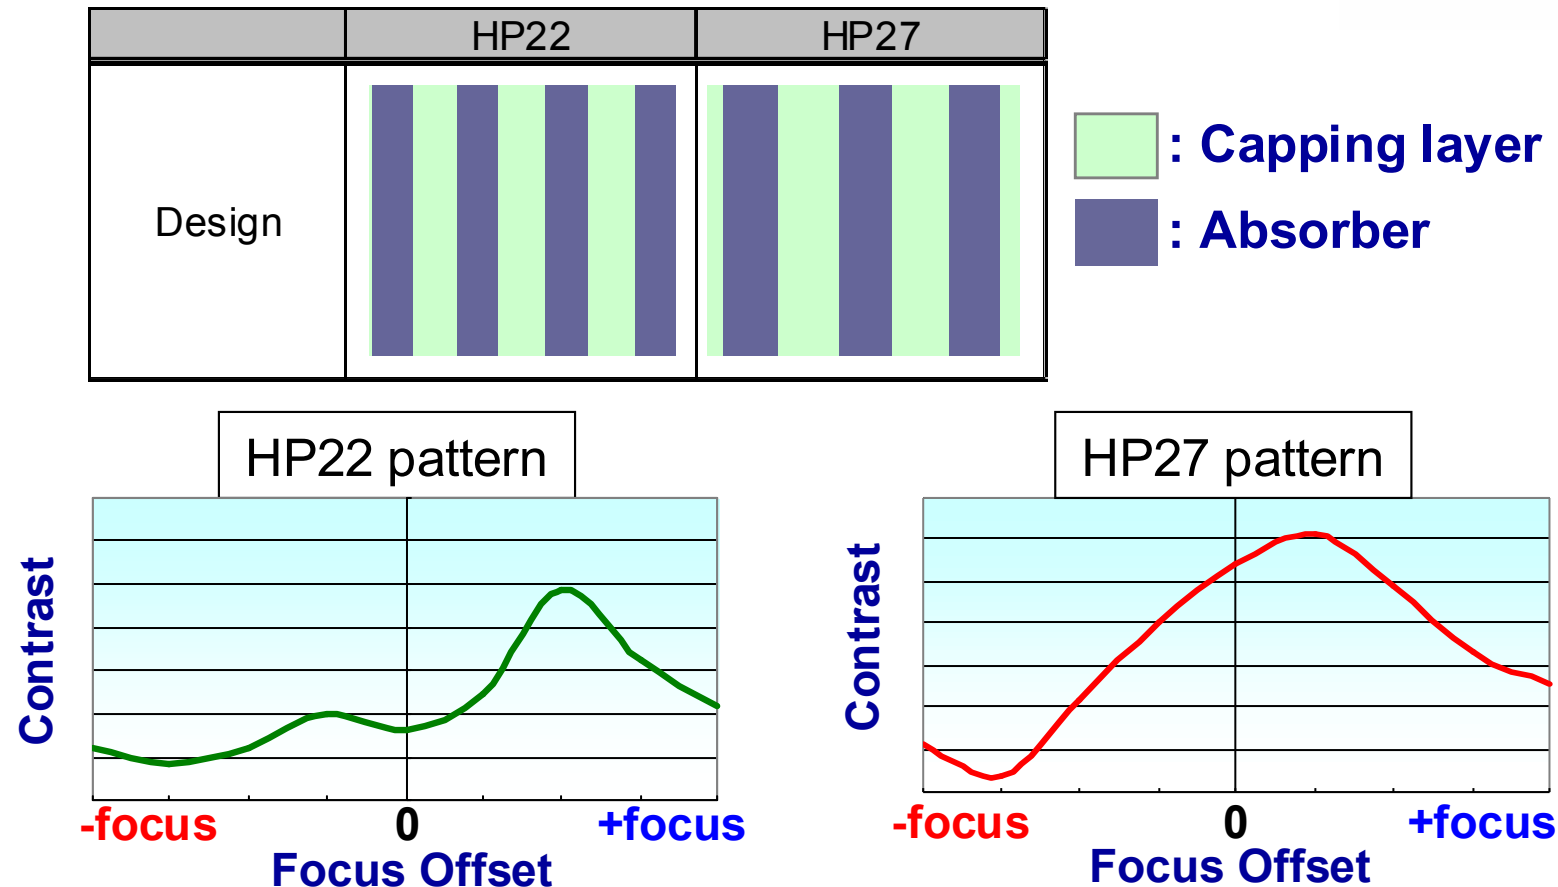 HP22 HP27
Design
: Capping layer
: Absorber
HP22 pattern
Contrast
-focus 0 +focus
Focus Offset
HP27 pattern
Contrast
-focus 0 +focus
Focus Offset